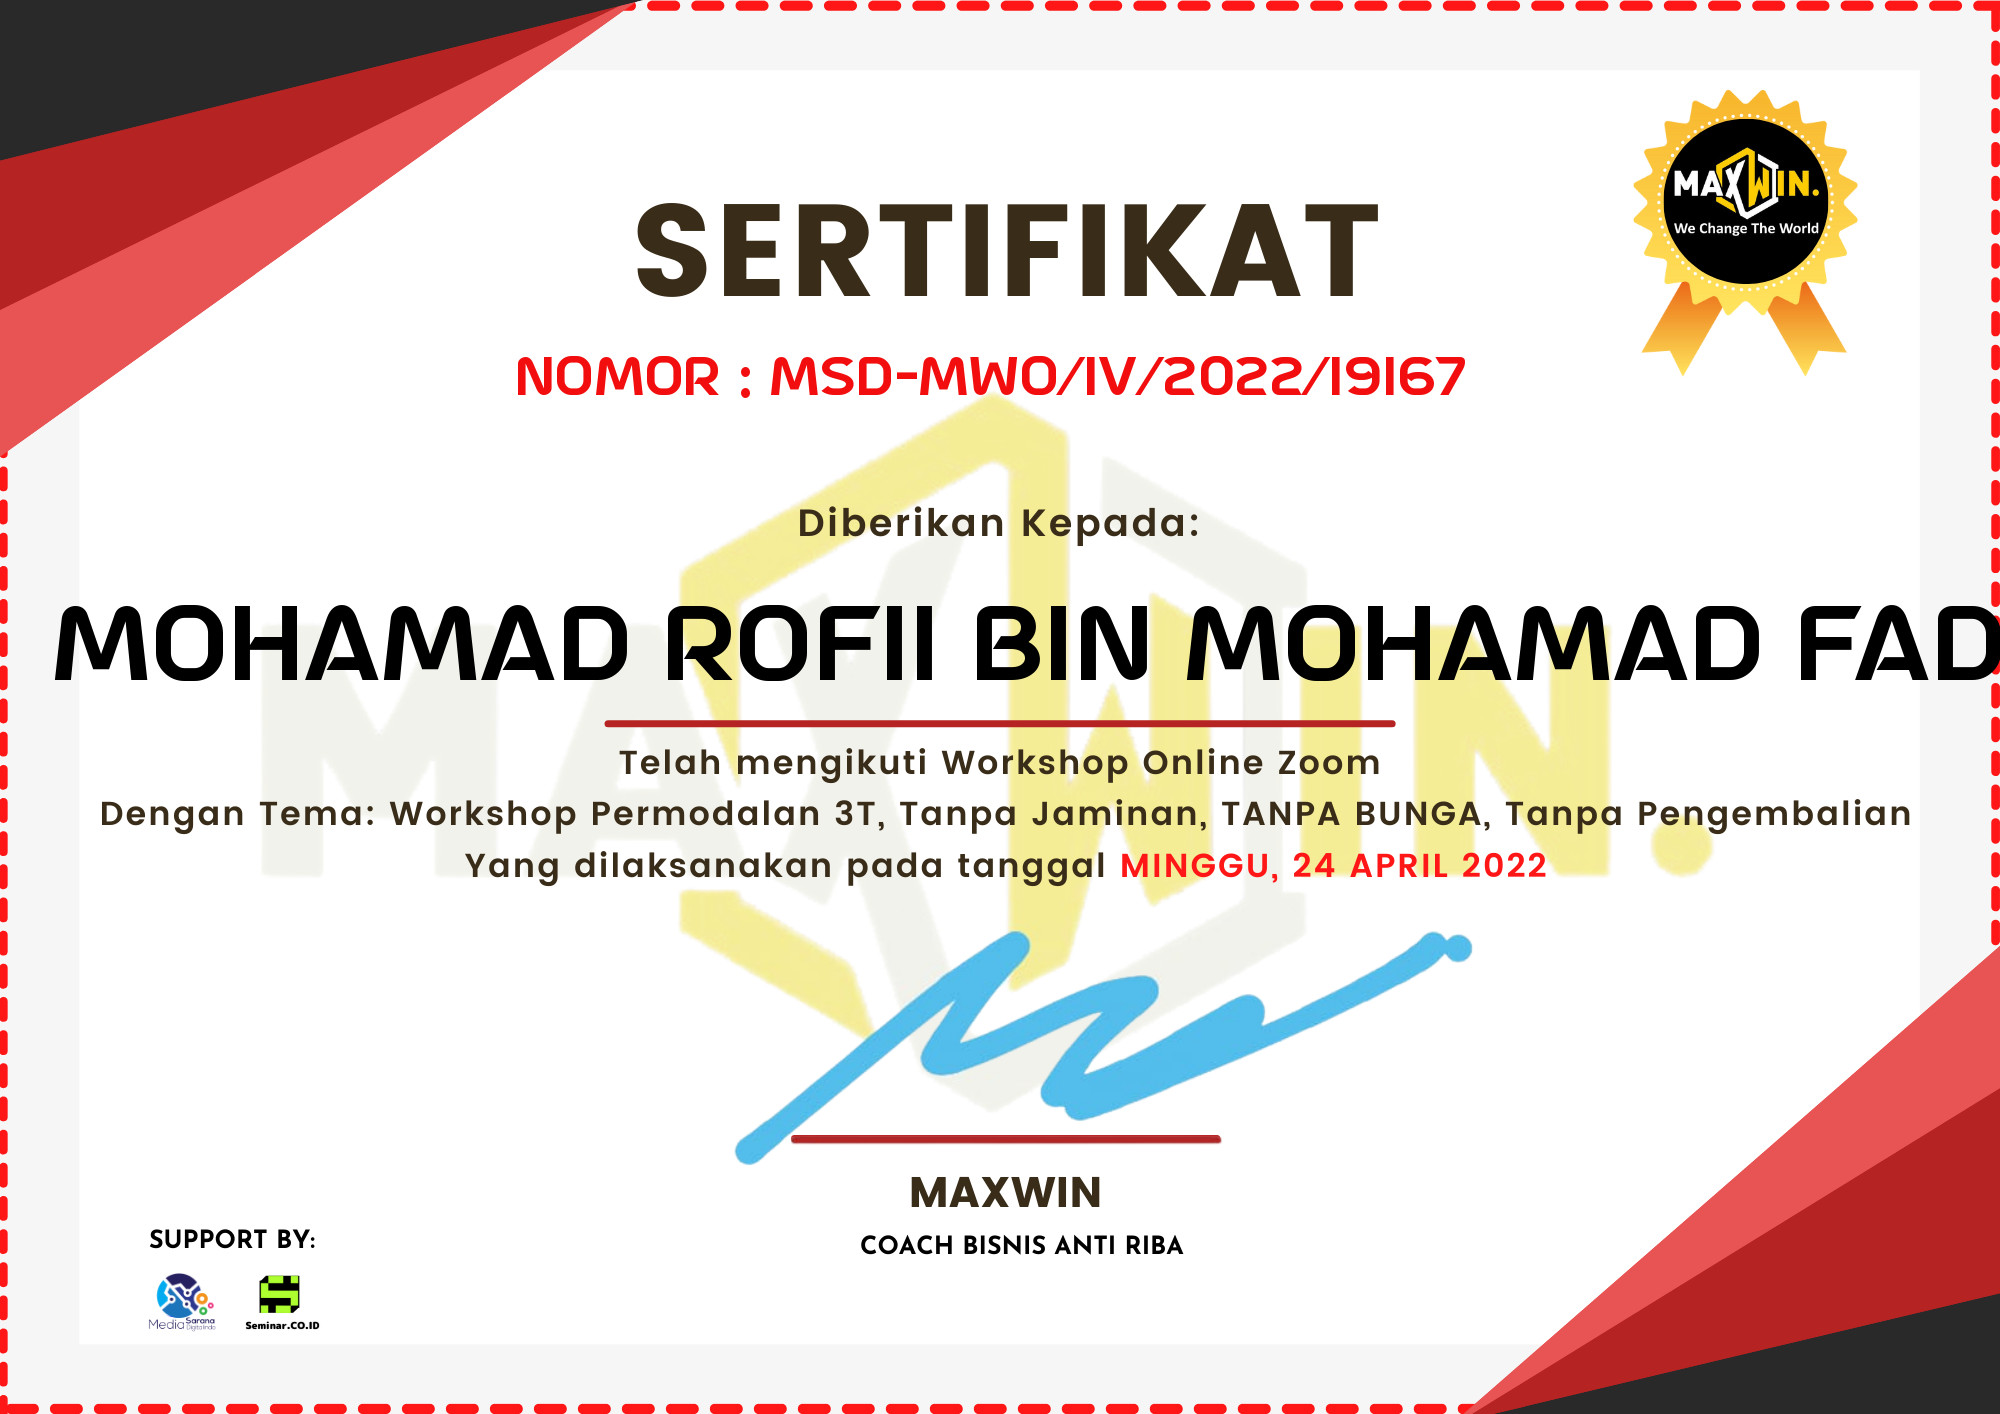 MAXWIN.
We Change The World
SERTIFIKAT
NOMOR : MSD-MWO/IV/2022/19167
Diberikan Kepada:
MOHAMAD ROFII BIN MOHAMAD FAD
MAXWIN.
Telah mengikuti Workshop Online Zoom
Dengan Tema: Workshop Permodalan 3T, Tanpa Jaminan, TANPA BUNGA, Tanpa Pengembalian
Yang dilaksanakan pada tanggal MINGGU, 24 APRIL 2022
MAXWIN
COACH BISNIS ANTI RIBA
SUPPORT BY:
Media Sarana
Digitalindo
Seminar.CO.ID